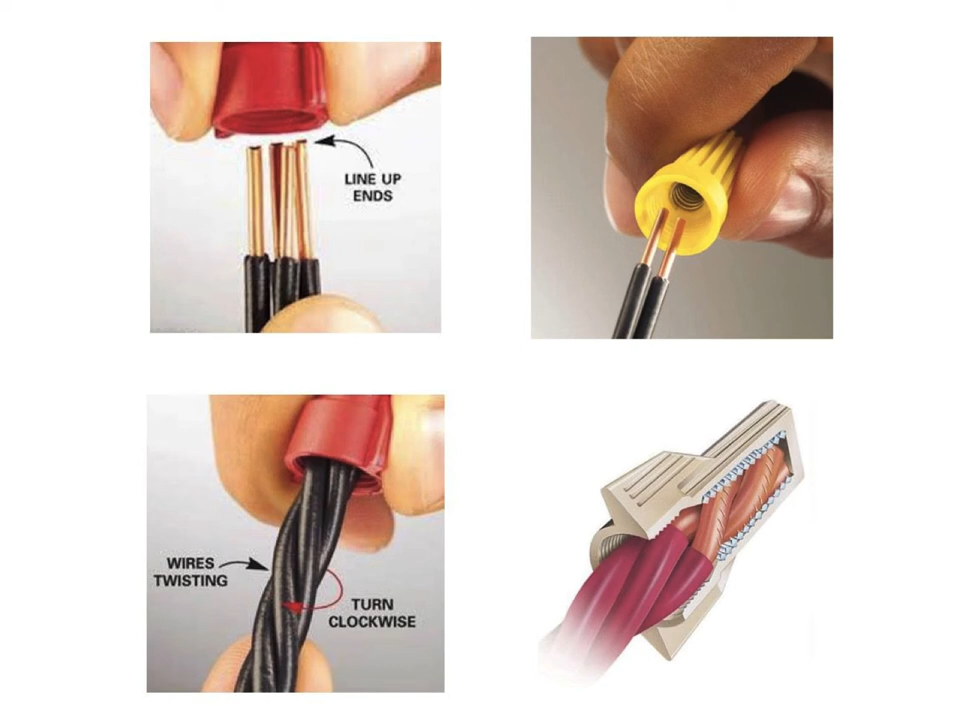 LINE UP
ENDS
WIRES
TWISTING
TURN
CLOCKWISE